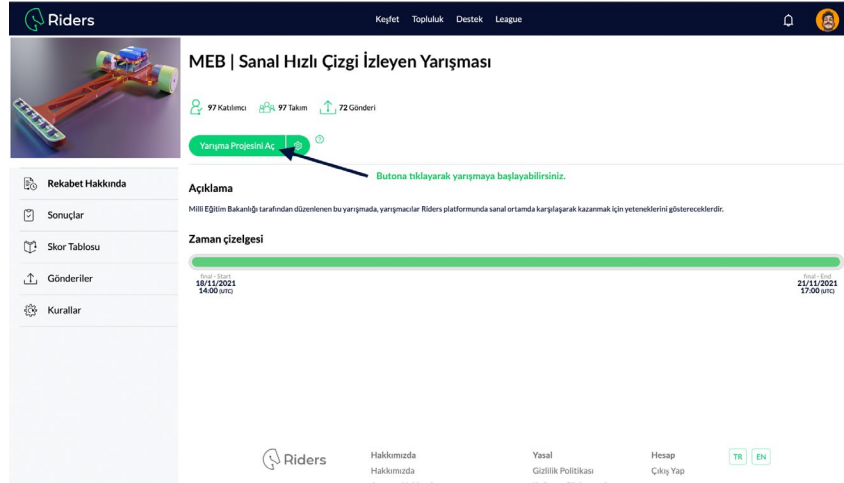 Riders
Keşfet Topluluk Destek League
MEB | Sanal Hızlı Çizgi İzleyen Yarışması
97 Katılımcı 97 Takım 72 Gönderi
Yarışma Projesini Aç
Butona tıklayarak yarışmaya başlayabilirsiniz.
Rekabet Hakkında
Sonuçlar
Skor Tablosu
Gönderiler
Kurallar
Açıklama
Milli Eğitim Bakanlığı tarafından düzenlenen bu yarışmada, yarışmacılar Riders platformunda sanal ortamda karşılaşarak kazanmak için yeteneklerini göstereceklerdir.
Zaman çizelgesi
final - Start
18/11/2021
14:00 (UTC)
final - End
21/11/2021
17:00 (UTC)
Riders
Hakkımızda
Hakkımızda
Yasal
Gizlilik Politikası
Hesap
Çıkış Yap
TR EN